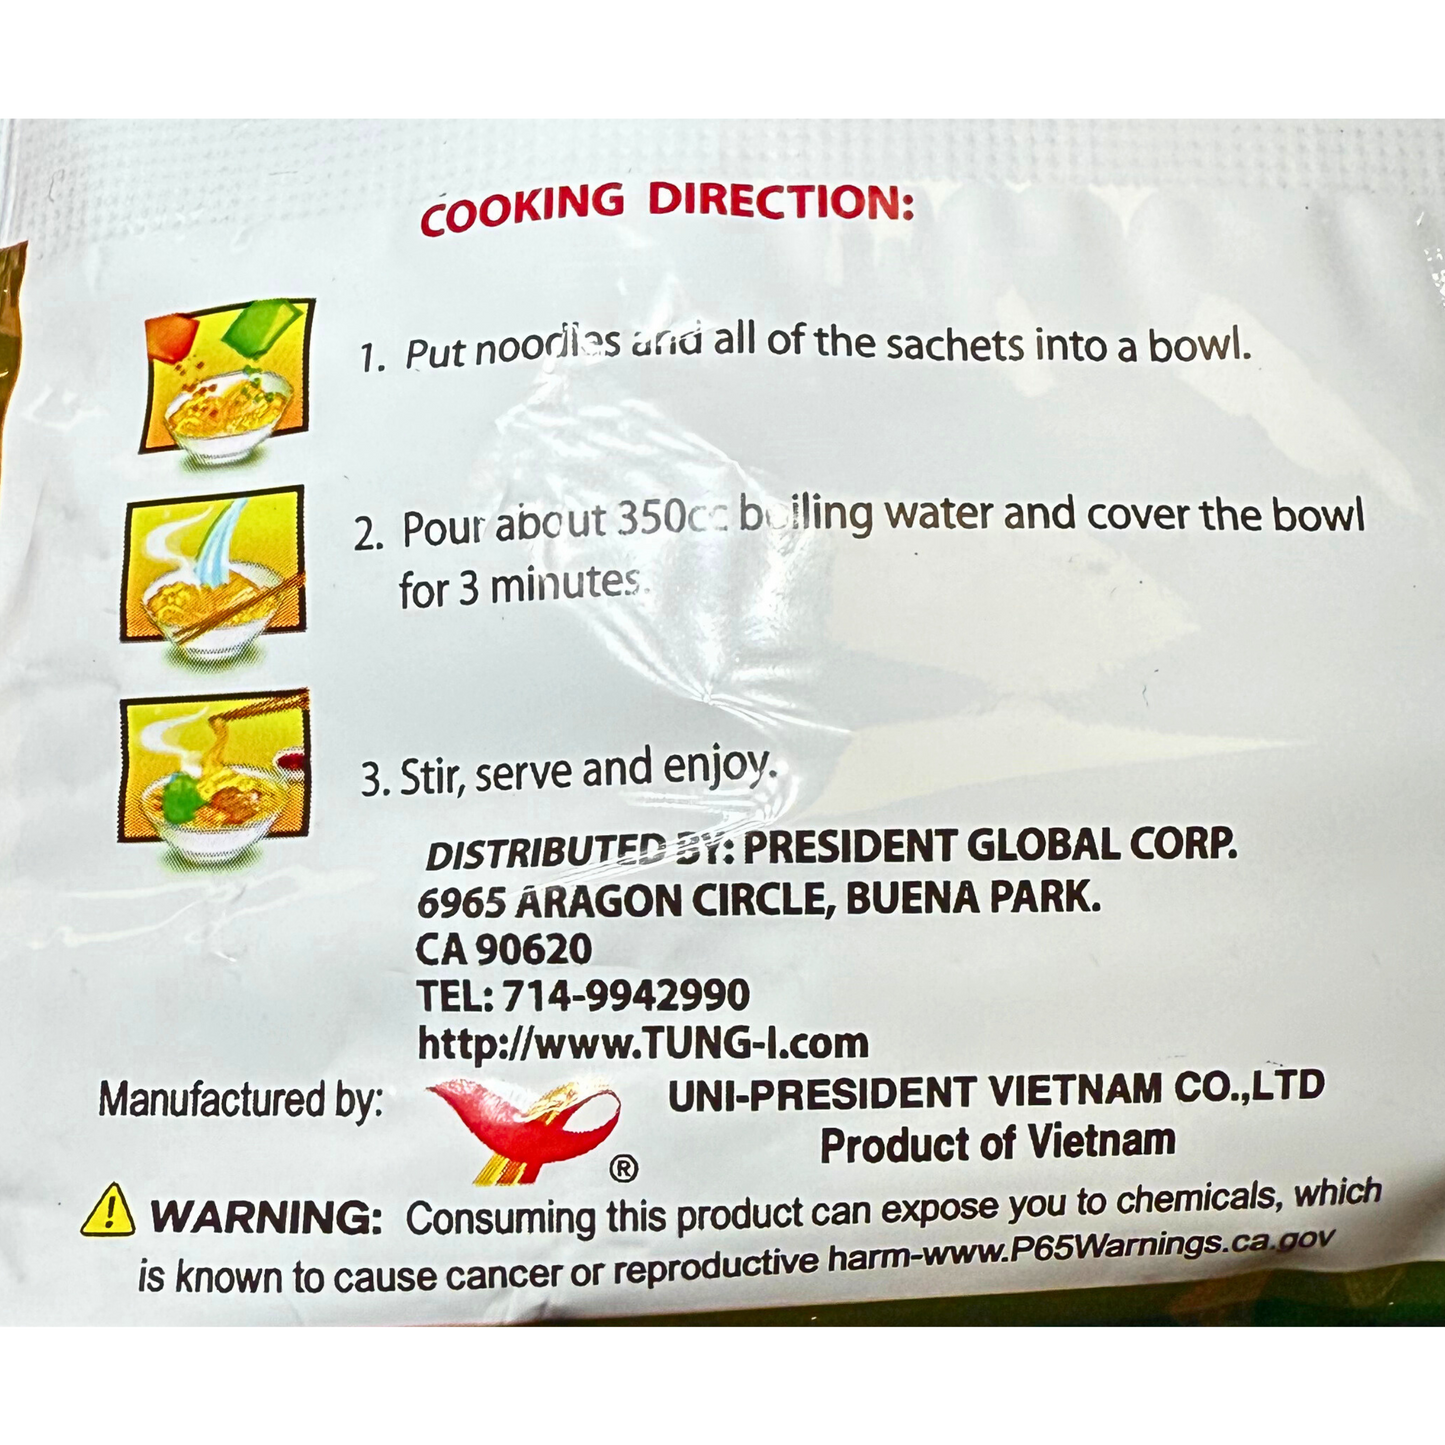 COOKING DIRECTION:
1. Put noodles and all of the sachets into a bowl.
2. Pour about 350cc boiling water and cover the bowl
for 3 minutes.
3. Stir, serve and enjoy.
DISTRIBUTED BY: PRESIDENT GLOBAL CORP.
6965 ARAGON CIRCLE, BUENA PARK.
CA 90620
TEL: 714-9942990
http://www.TUNG-I.com
Manufactured by: ® UNI-PRESIDENT VIETNAM CO.,LTD
Product of Vietnam
WARNING: Consuming this product can expose you to chemicals, which
is known to cause cancer or reproductive harm-www.P65Warnings.ca.gov